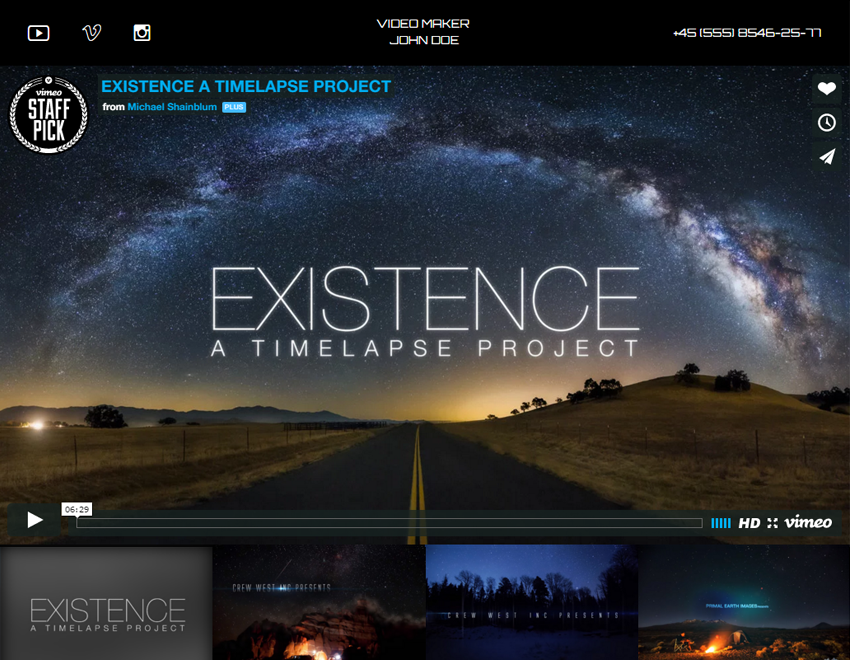 VIDEO MAKER
JOHN DOE
+45 (555) 8546-25-77
vimeo
STAFF
PICK
EXISTENCE A TIMELAPSE PROJECT
from Michael Shainblum PLUS
EXISTENCE
A TIMELAPSE PROJECT
06:29
HD vimeo
EXISTENCE
A TIMELAPSE PROJECT
CREW WEST INC PRESENTS
CREW WEST INC PRESENTS
PRIMAL EARTH IMAGES